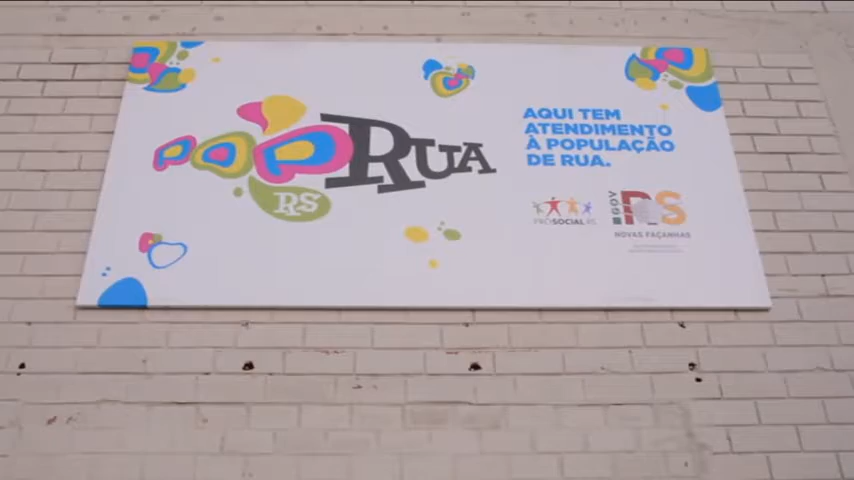 POP RUA
RS
AQUI TEM
ATENDIMENTO
À POPULAÇÃO
DE RUA.
PRÓSOCIAL RS
GOV RS
NOVAS FAÇANHAS